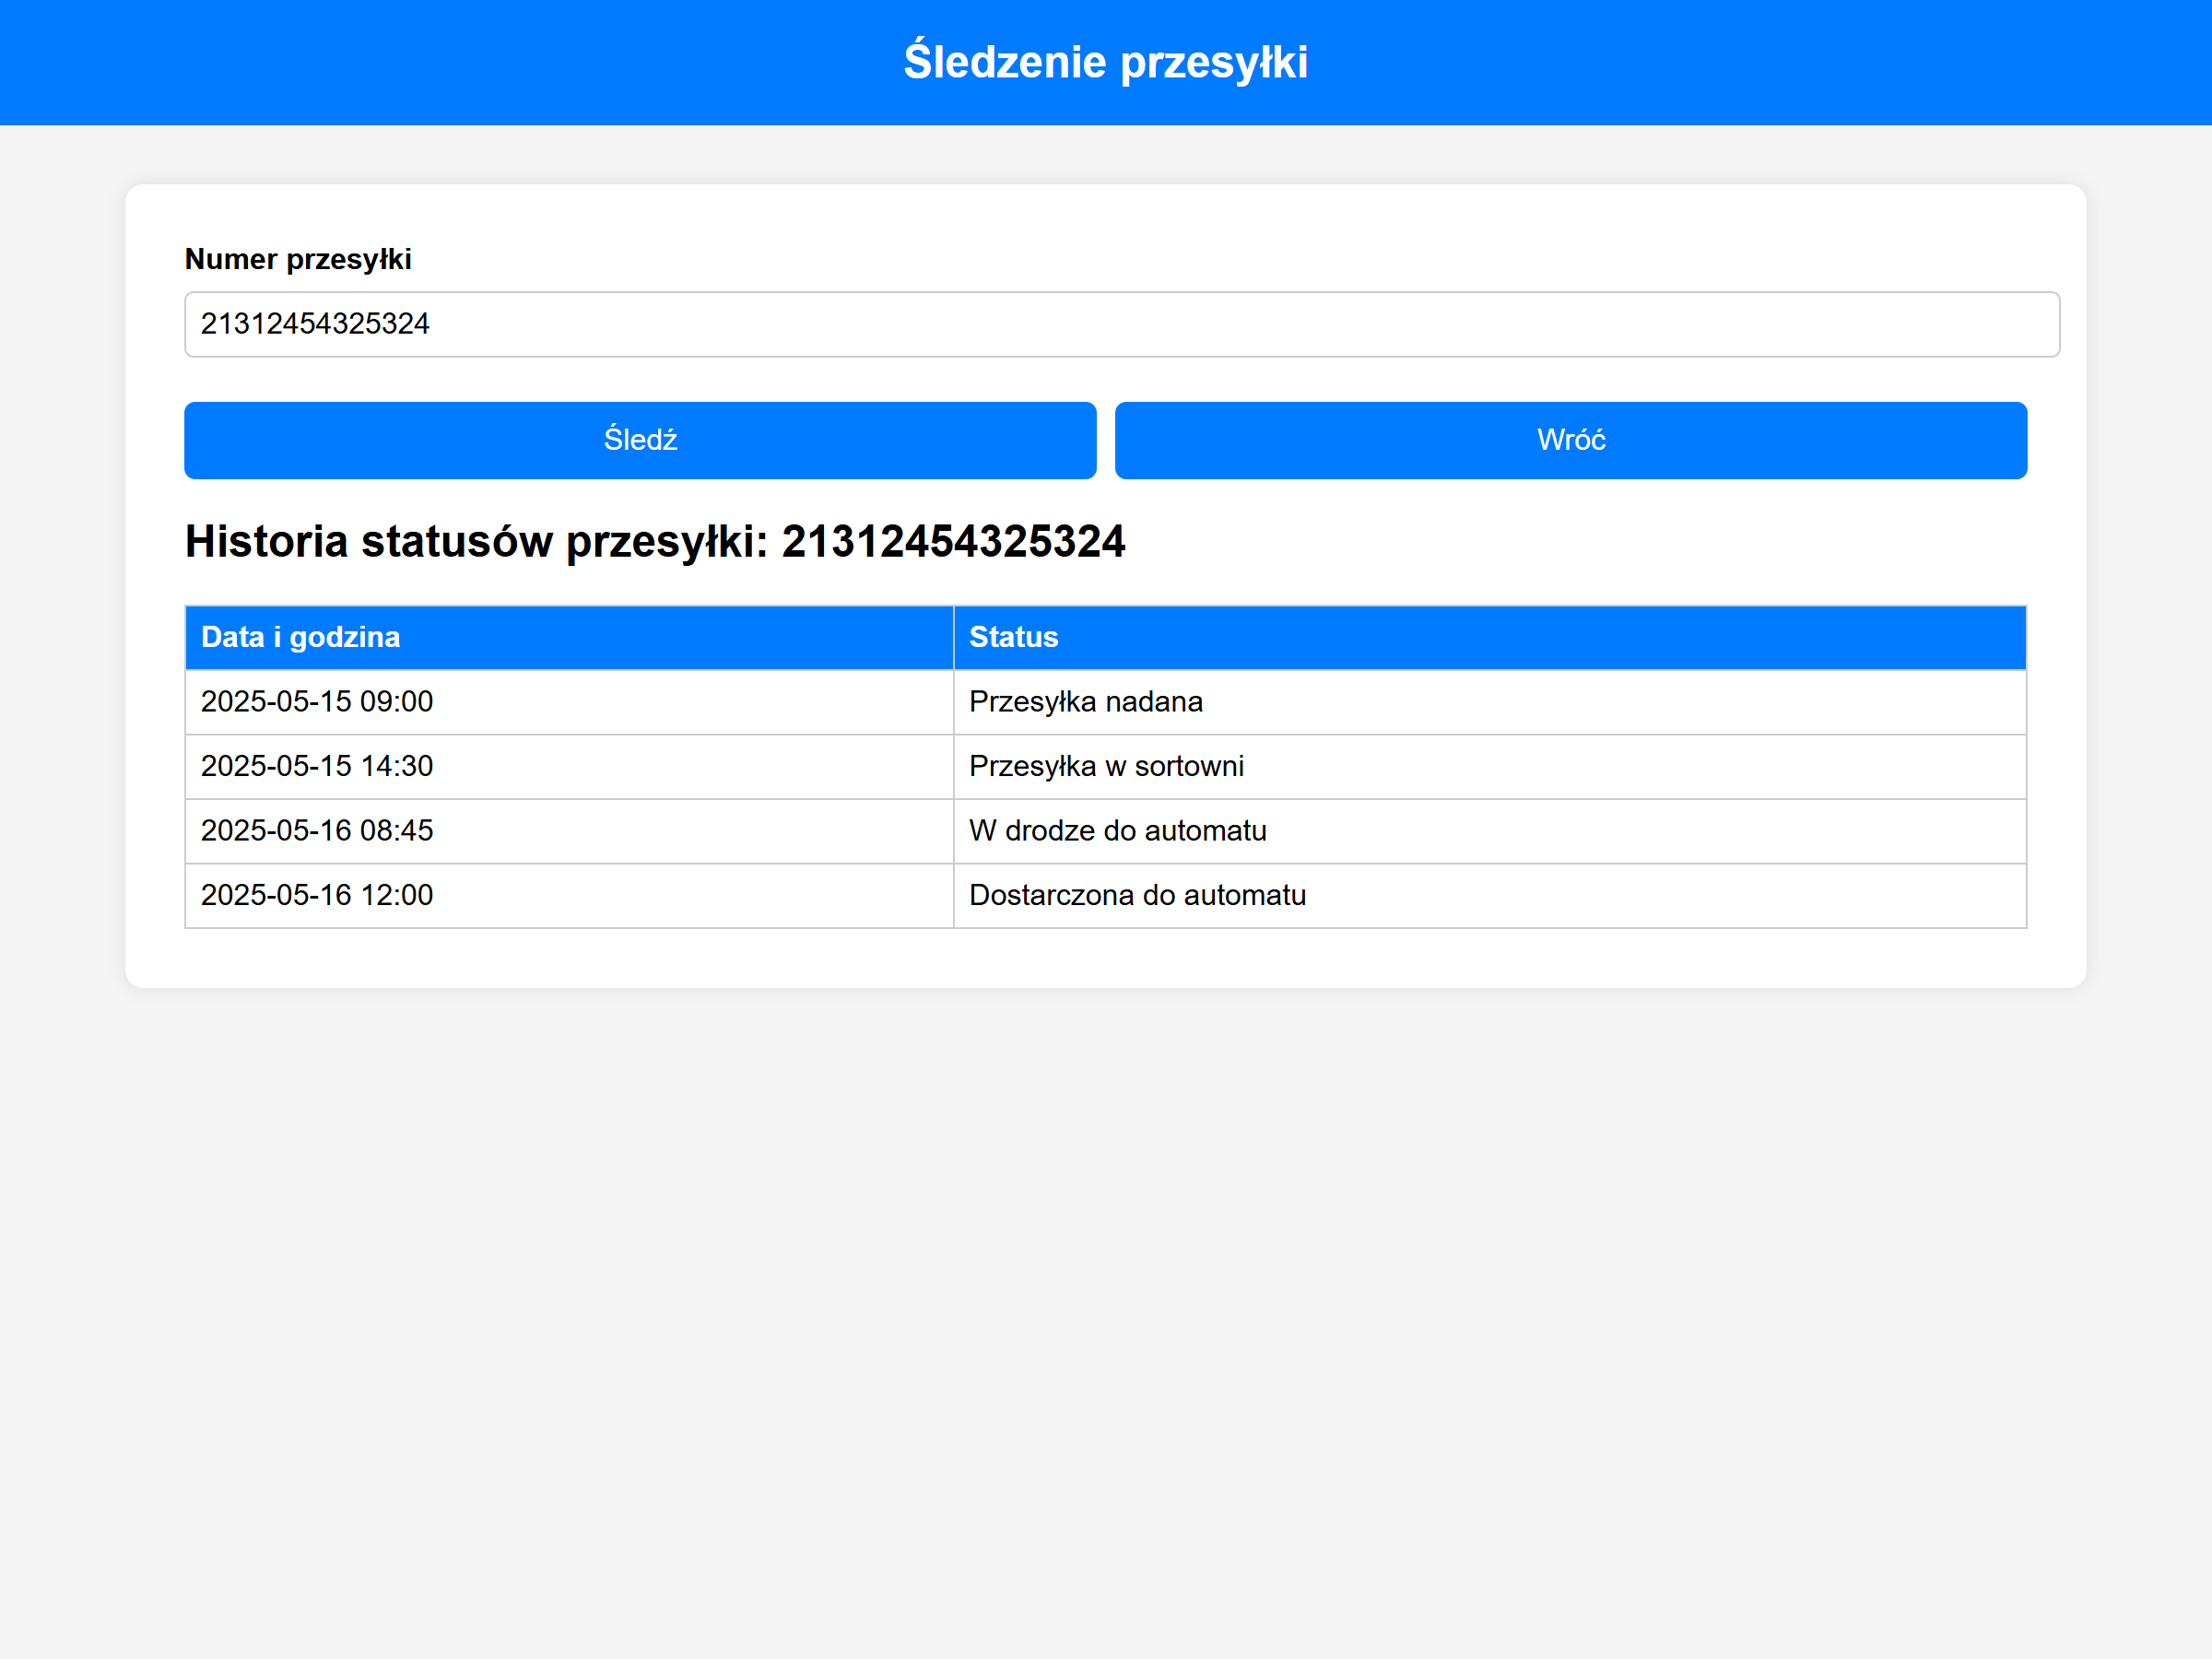 Śledzenie przesyłki
Numer przesyłki
21312454325324
Śledź Wróć
Historia statusów przesyłki: 21312454325324
Data i godzina Status
2025-05-15 09:00 Przesyłka nadana
2025-05-15 14:30 Przesyłka w sortowni
2025-05-16 08:45 W drodze do automatu
2025-05-16 12:00 Dostarczona do automatu